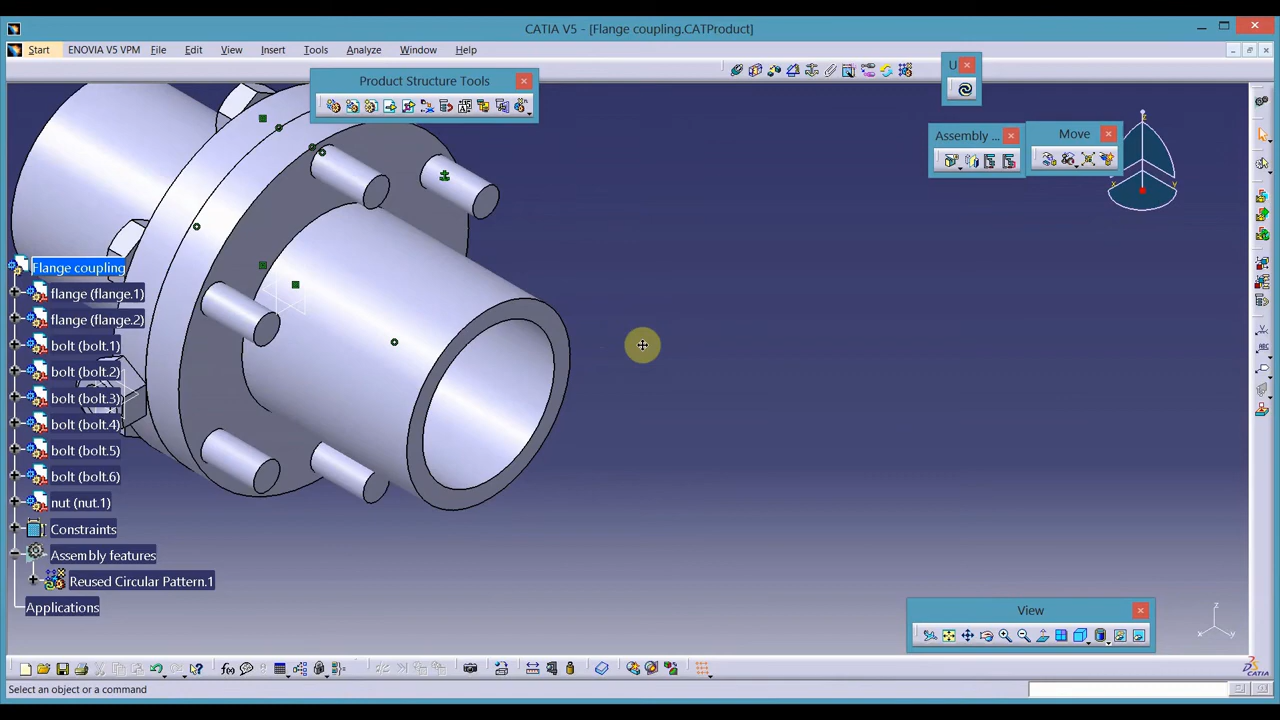 CATIA V5 - [Flange coupling.CATProduct]
Start ENOVIA V5 VPM File Edit View Insert Tools Analyze Window Help
Product Structure Tools
U
Assembly ...
Move
z
x
y
Flange coupling
flange (flange.1)
flange (flange.2)
bolt (bolt.1)
bolt (bolt.2)
bolt (bolt.3)
bolt (bolt.4)
bolt (bolt.5)
bolt (bolt.6)
nut (nut.1)
Constraints
Assembly features
Reused Circular Pattern.1
Applications
View
z
x
y
f(x)
CATIA
Select an object or a command